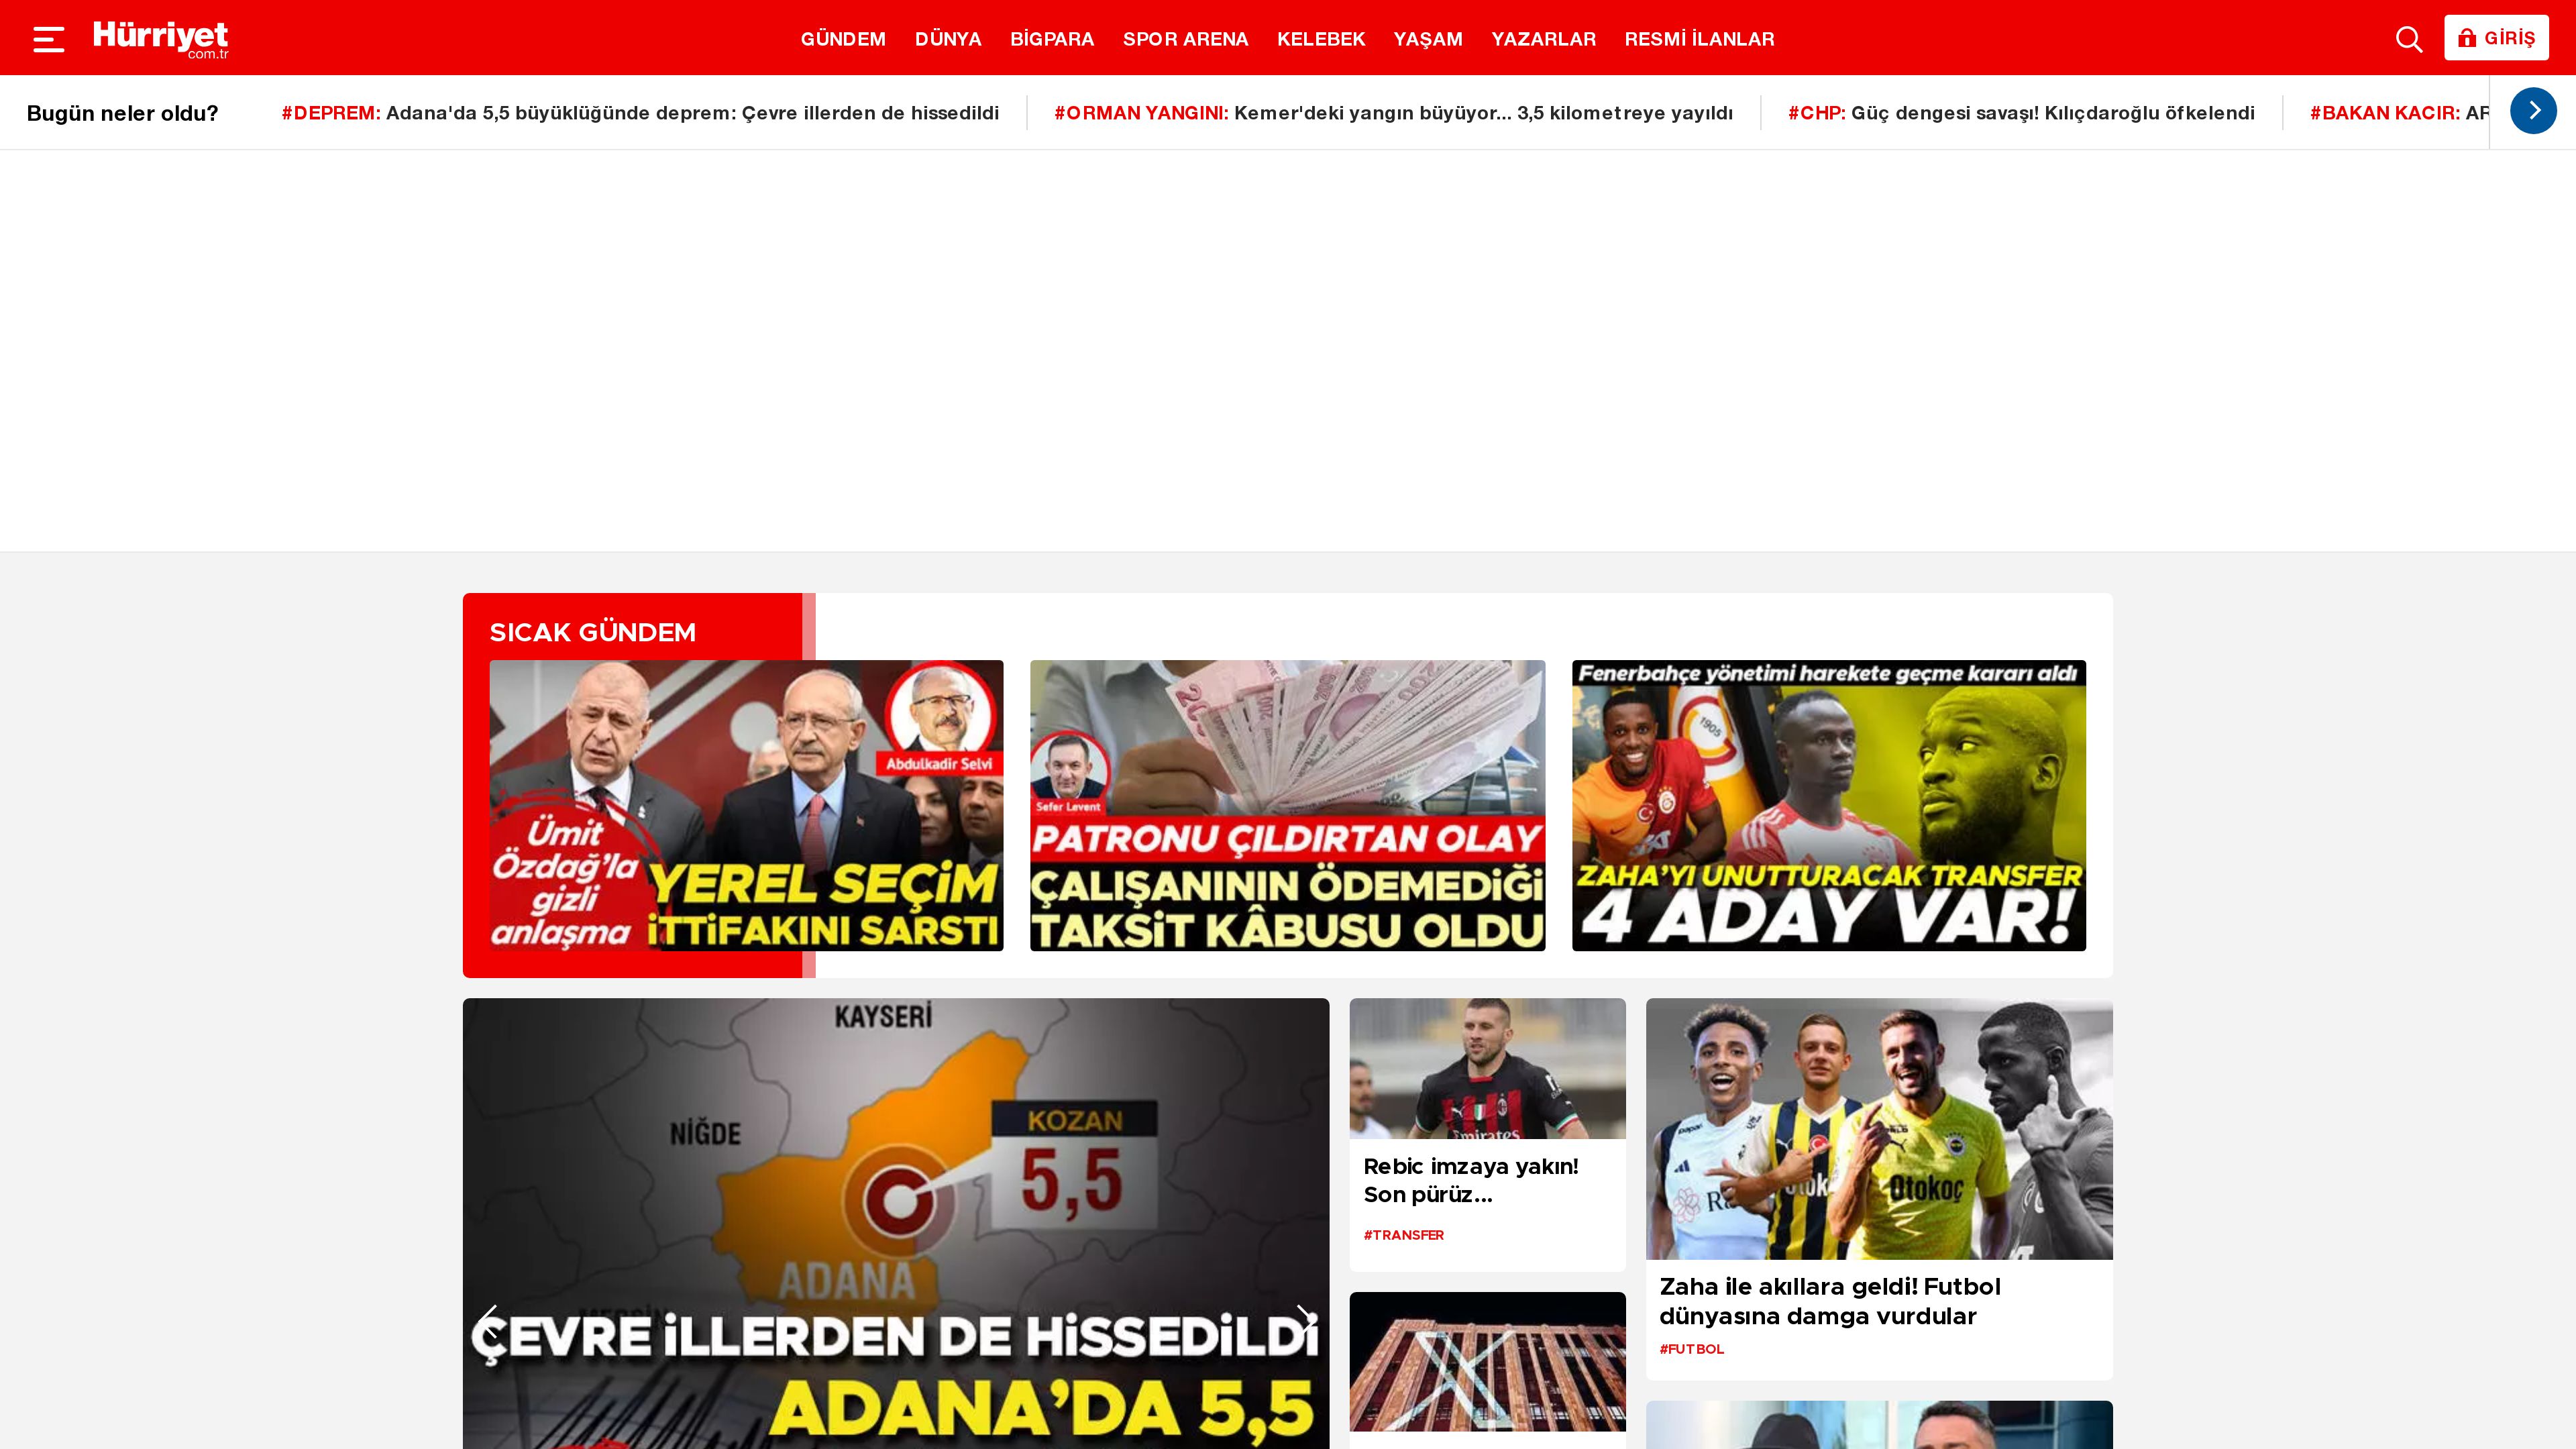 Hürriyet
com.tr
GÜNDEM DÜNYA BİGPARA SPOR ARENA KELEBEK YAŞAM YAZARLAR RESMİ İLANLAR
GİRİŞ
Bugün neler oldu?
#DEPREM: Adana'da 5,5 büyüklüğünde deprem: Çevre illerden de hissedildi
#ORMAN YANGINI: Kemer'deki yangın büyüyor... 3,5 kilometreye yayıldı
#CHP: Güç dengesi savaşı! Kılıçdaroğlu öfkelendi
#BAKAN KACIR:
SICAK GÜNDEM
Abdulkadir Selvi
Ümit
Özdağ'la
gizli
anlaşma
YEREL SEÇİM
İTTİFAKINI SARSTI
Sefer Levent
PATRONU ÇILDIRTAN OLAY
ÇALIŞANININ ÖDEMEDİĞİ
TAKSİT KÂBUSU OLDU
Fenerbahçe yönetimi harekete geçme kararı aldı
1905
ZAHA'YI UNUTTURACAK TRANSFER
4 ADAY VAR!
KAYSERİ
NİĞDE
KOZAN
5,5
ADANA
MERSİN
ÇEVRE İLLERDEN DE HİSSEDİLDİ
ADANA'DA 5,5
Rebic imzaya yakın!
Son pürüz...
#TRANSFER
Otokoç
Zaha ile akıllara geldi! Futbol
dünyasına damga vurdular
#FUTBOL